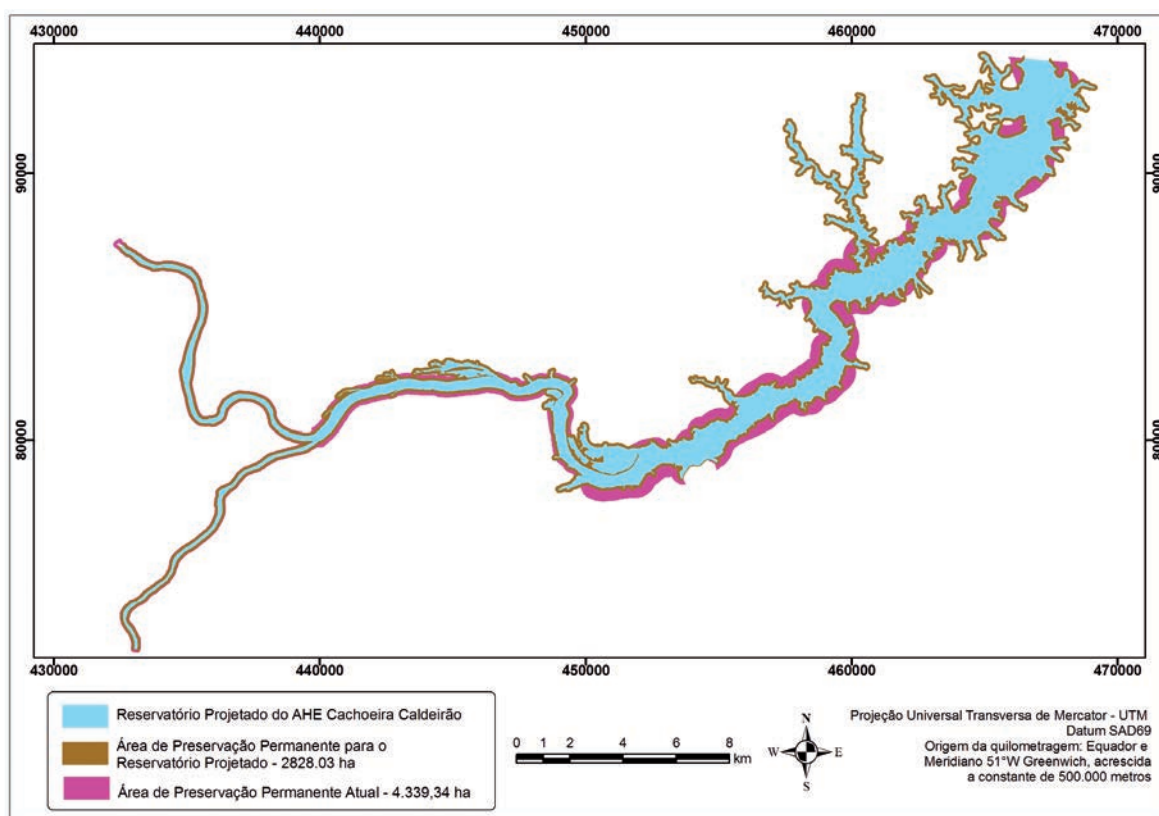 430000 440000 450000 460000 470000
90000 90000
80000 80000
430000 440000 450000 460000 470000
Reservatório Projetado do AHE Cachoeira Caldeirão
Área de Preservação Permanente para o
Reservatório Projetado - 2828.03 ha
Área de Preservação Permanente Atual - 4.339,34 ha
0 1 2 4 6 8
km
N
W E
S
Projeção Universal Transversa de Mercator - UTM
Datum SAD69
Origem da quilometragem: Equador e
Meridiano 51°W Greenwich, acrescida
a constante de 500.000 metros